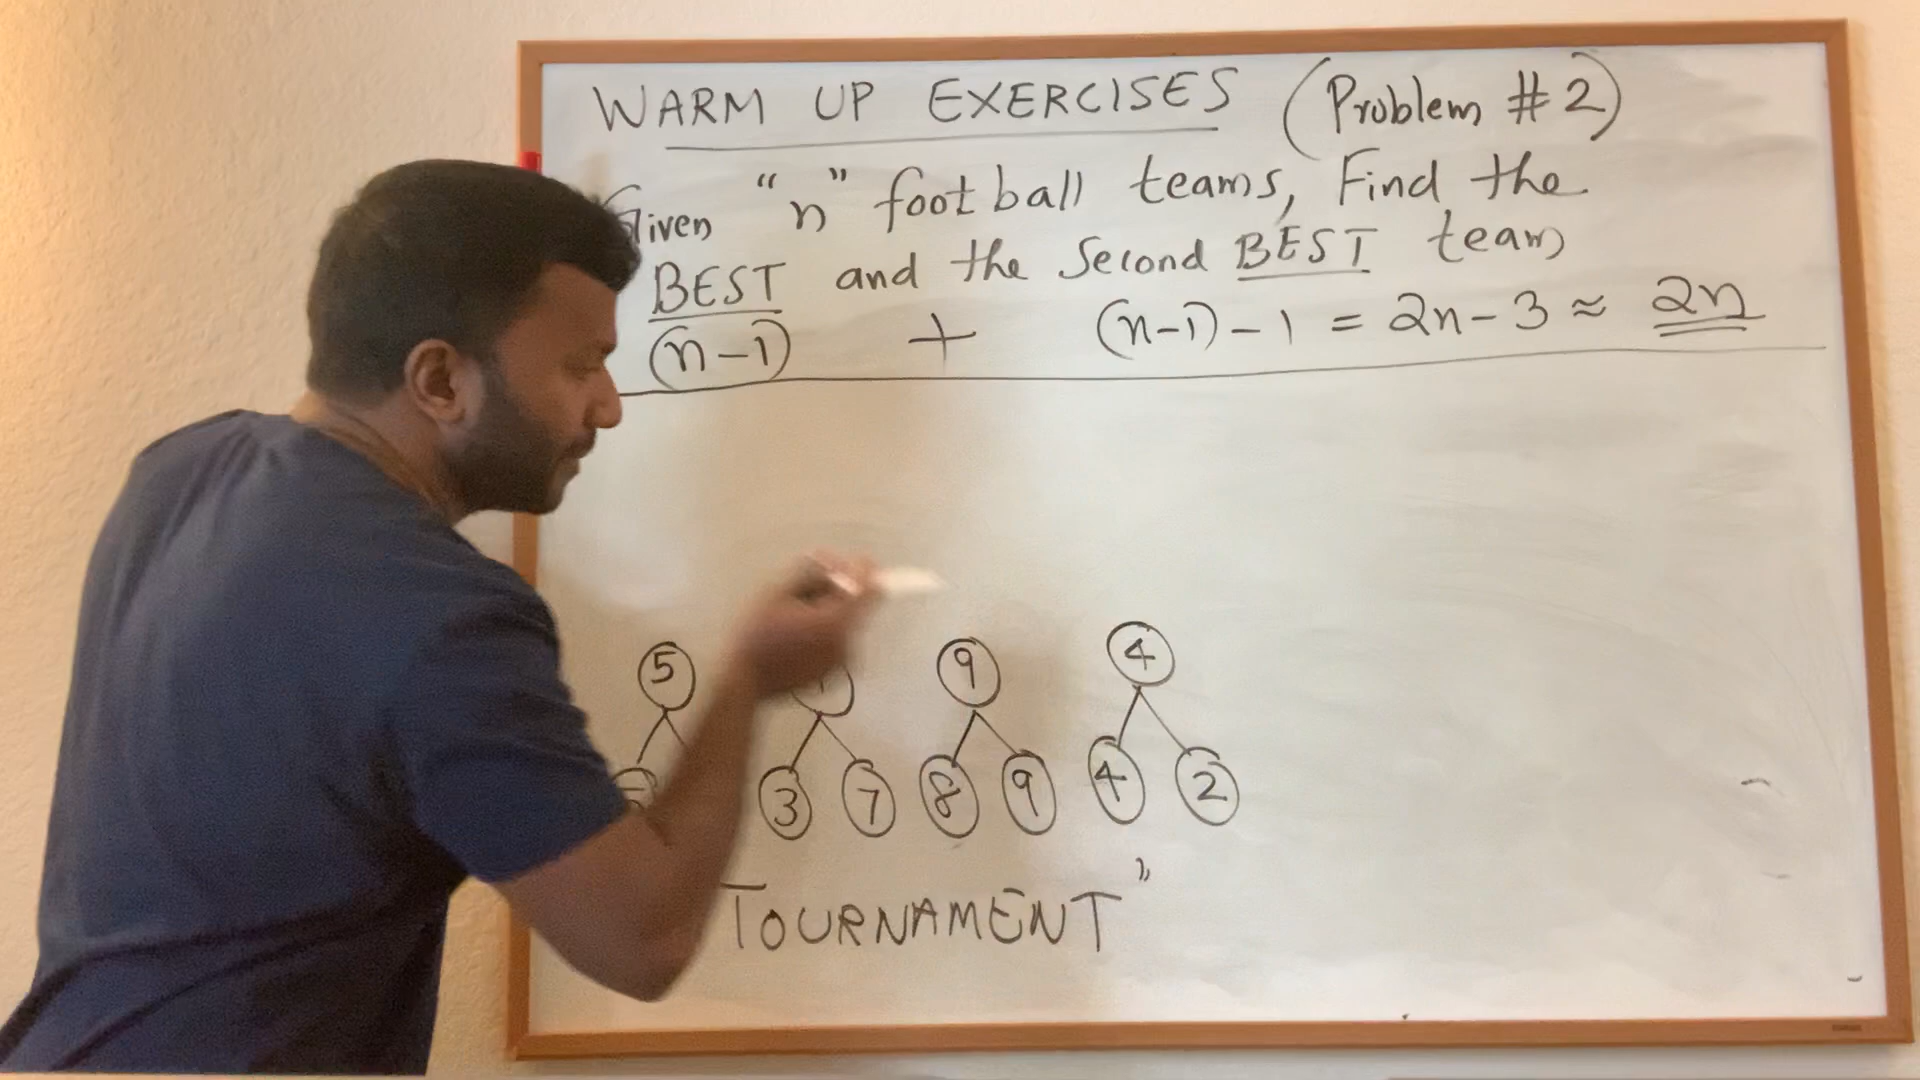 WARM UP EXERCISES (Problem #2)
Given "n" football teams, Find the
BEST and the Second BEST team
(n-1) + (n-1)-1 = 2n-3 ≈ 2n
5 9 4
3 7 8 9 4 2
TOURNAMENT"